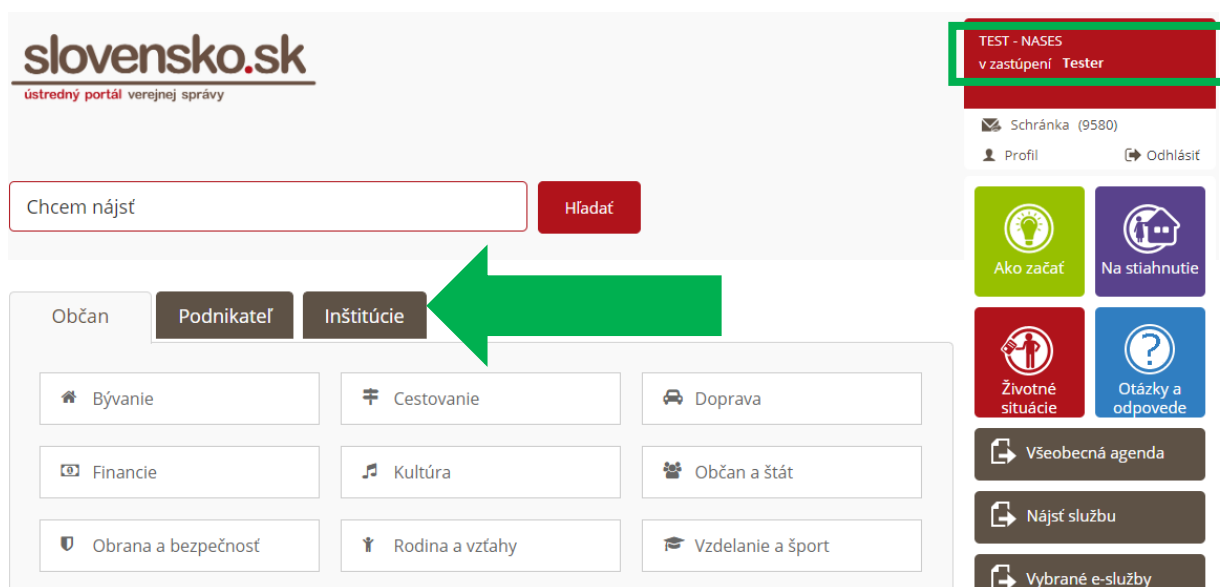 slovensko.sk
ústredný portál verejnej správy
TEST - NASES
v zastúpení Tester
Schránka (9580)
Profil
Odhlásiť
Chcem nájsť
Hľadať
Ako začať
Na stiahnutie
Občan
Podnikateľ
Inštitúcie
Životné
situácie
Otázky a
odpovede
Bývanie
Cestovanie
Doprava
Financie
Kultúra
Občan a štát
Obrana a bezpečnosť
Rodina a vzťahy
Vzdelanie a šport
Všeobecná agenda
Nájsť službu
Vybrané e-služby